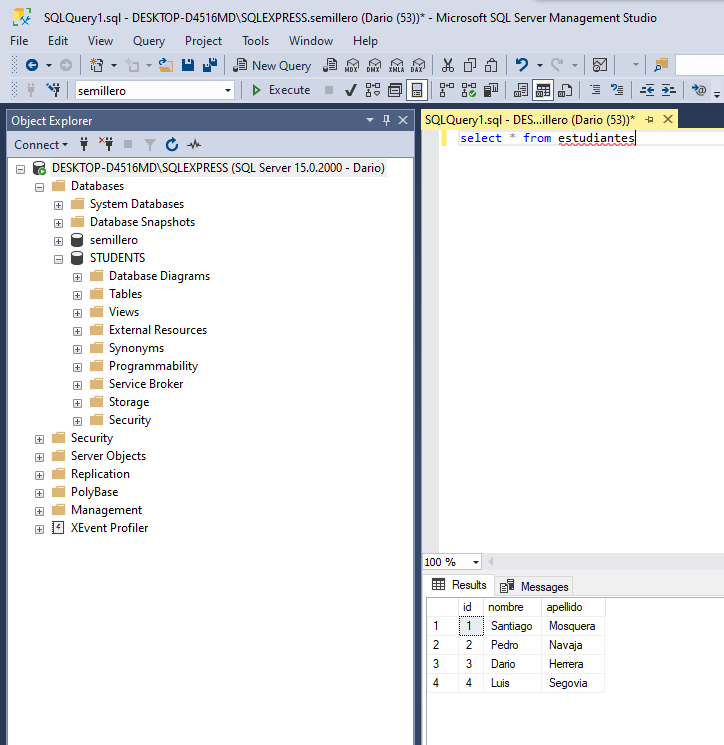 SQLQuery1.sql - DESKTOP-D4516MD\SQLEXPRESS.semillero (Dario (53))* - Microsoft SQL Server Management Studio
File Edit View Query Project Tools Window Help
New Query MDX DMX XMLA DAX
semillero Execute
Object Explorer
Connect
DESKTOP-D4516MD\SQLEXPRESS (SQL Server 15.0.2000 - Dario)
Databases
System Databases
Database Snapshots
semillero
STUDENTS
Database Diagrams
Tables
Views
External Resources
Synonyms
Programmability
Service Broker
Storage
Security
Security
Server Objects
Replication
PolyBase
Management
XEvent Profiler
SQLQuery1.sql - DES...illero (Dario (53))*
select * from estudiantes
100 %
Results Messages
id nombre apellido
1 1 Santiago Mosquera
2 2 Pedro Navaja
3 3 Dario Herrera
4 4 Luis Segovia